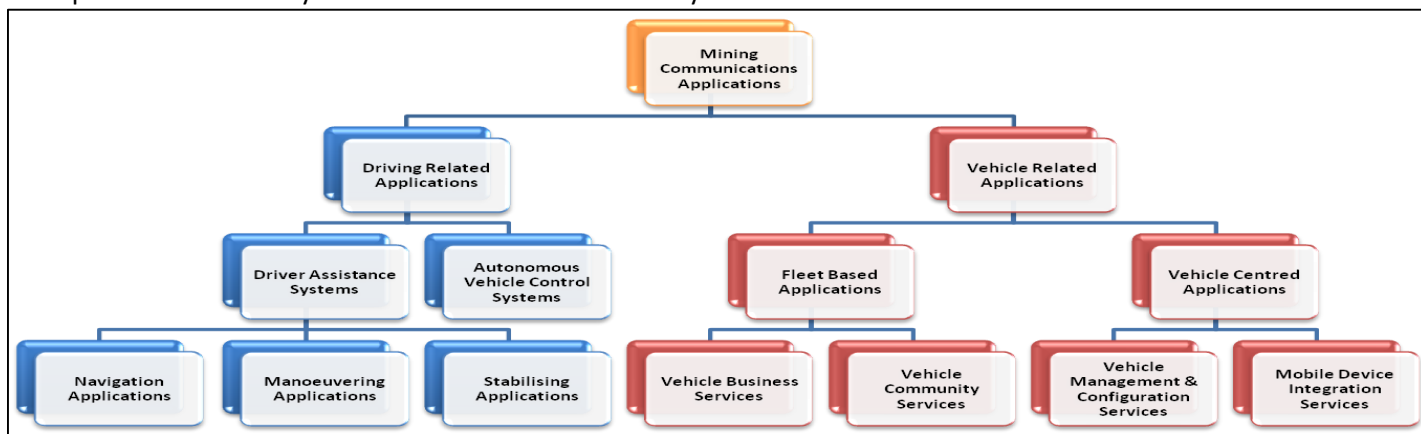 Mining
Communications
Applications
Driving Related
Applications
Vehicle Related
Applications
Driver Assistance
Systems
Autonomous
Vehicle Control
Systems
Fleet Based
Applications
Vehicle Centred
Applications
Navigation
Applications
Manoeuvering
Applications
Stabilising
Applications
Vehicle Business
Services
Vehicle
Community
Services
Vehicle
Management &
Configuration
Services
Mobile Device
Integration
Services